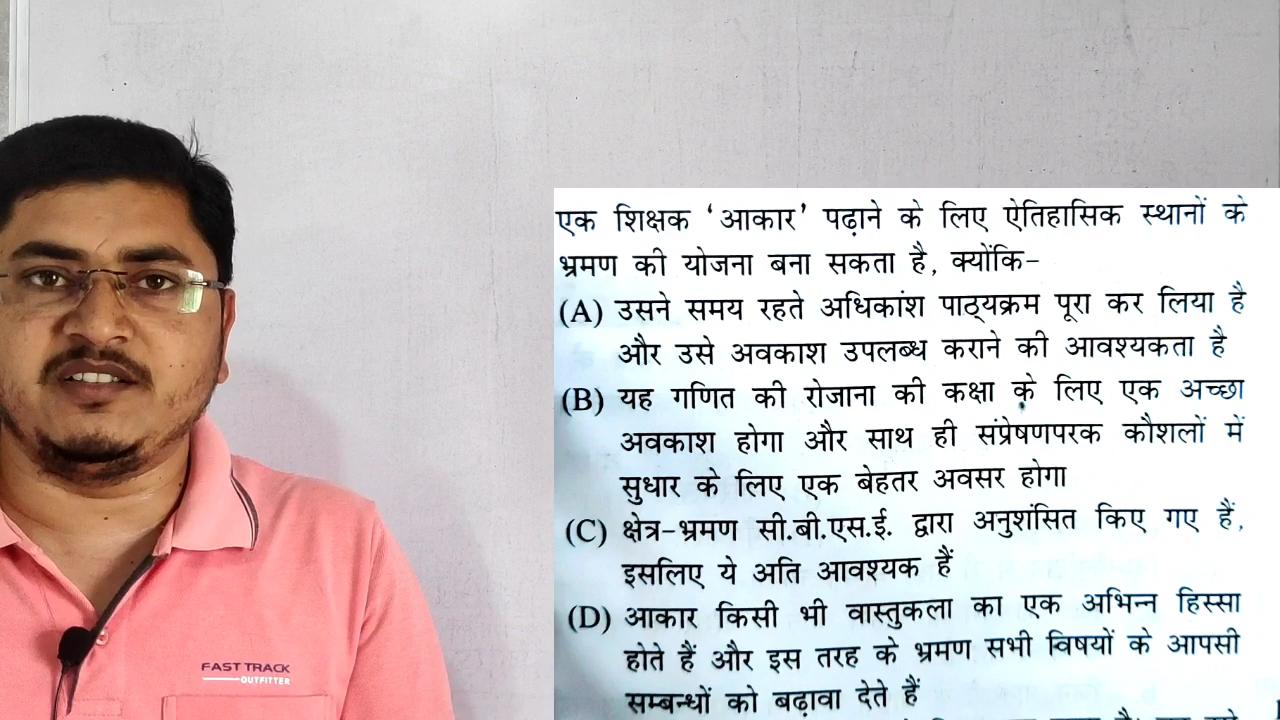 एक शिक्षक ‘आकार’ पढ़ाने के लिए ऐतिहासिक स्थानों के
भ्रमण की योजना बना सकता है, क्योंकि-
(A) उसने समय रहते अधिकांश पाठ्यक्रम पूरा कर लिया है
और उसे अवकाश उपलब्ध कराने की आवश्यकता है
(B) यह गणित की रोजाना की कक्षा के लिए एक अच्छा
अवकाश होगा और साथ ही संप्रेषणपरक कौशलों में
सुधार के लिए एक बेहतर अवसर होगा
(C) क्षेत्र-भ्रमण सी.बी.एस.ई. द्वारा अनुशंसित किए गए हैं,
इसलिए ये अति आवश्यक हैं
(D) आकार किसी भी वास्तुकला का एक अभिन्न हिस्सा
होते हैं और इस तरह के भ्रमण सभी विषयों के आपसी
सम्बन्धों को बढ़ावा देते हैं
FAST TRACK
OUTFITTER